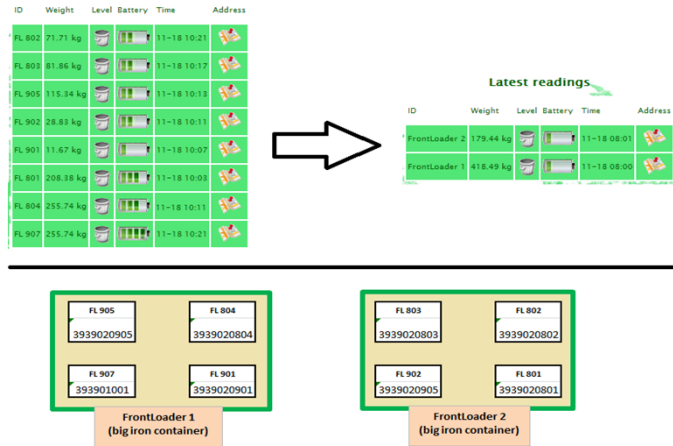 ID Weight Level Battery Time Address
FL 802 71.71 kg 11-18 10:21
FL 803 81.86 kg 11-18 10:17
FL 905 115.34 kg 11-18 10:13
FL 902 28.83 kg 11-18 10:11
FL 901 11.67 kg 11-18 10:07
FL 801 208.38 kg 11-18 10:03
FL 804 255.74 kg 11-18 10:11
FL 907 255.74 kg 11-18 10:21
Latest readings
ID Weight Level Battery Time Address
FrontLoader 2 179.44 kg 11-18 08:01
FrontLoader 1 418.49 kg 11-18 08:00
FL 905
3939020905
FL 804
3939020804
FL 907
393901001
FL 901
3939020901
FrontLoader 1
(big iron container)
FL 803
3939020803
FL 802
3939020802
FL 902
3939020905
FL 801
3939020801
FrontLoader 2
(big iron container)